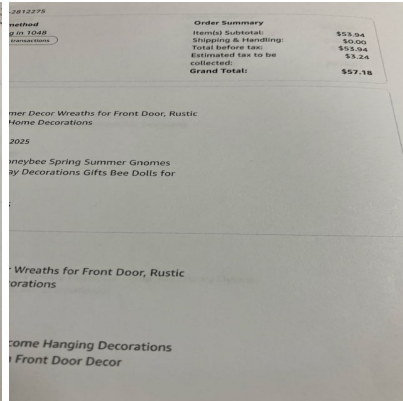 -2812275
method
g in 1048
transactions
Order Summary
Item(s) Subtotal: $53.94
Shipping & Handling: $0.00
Total before tax: $53.94
Estimated tax to be collected: $3.24
Grand Total: $57.18
mer Decor Wreaths for Front Door, Rustic
Home Decorations
2025
oneybee Spring Summer Gnomes
ay Decorations Gifts Bee Dolls for
Wreaths for Front Door, Rustic
orations
come Hanging Decorations
Front Door Decor